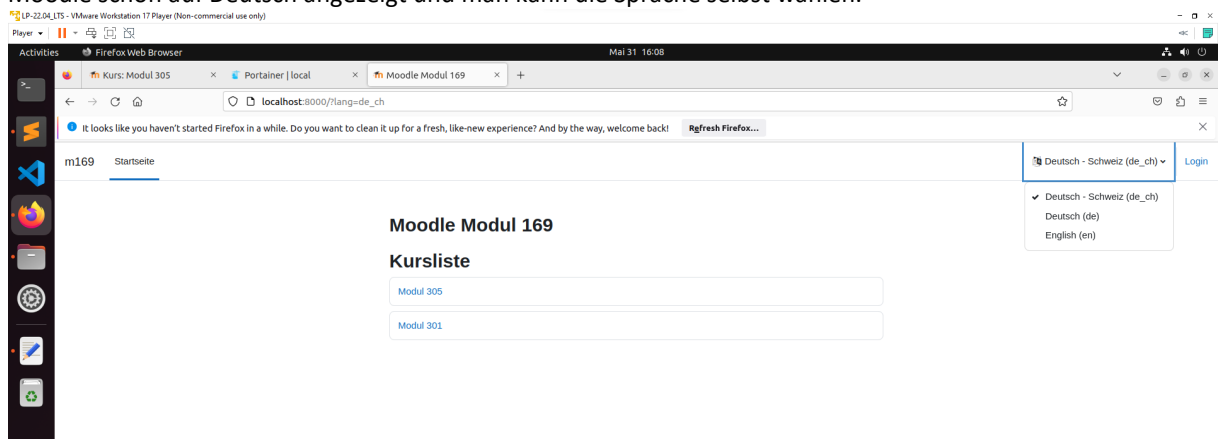 Moodle schon auf Deutsch angezeigt und man kann die Sprache selbst wählen.
LP-22.04_LTS - VMware Workstation 17 Player (Non-commercial use only)
Player
Activities Firefox Web Browser Mai 31 16:08
Kurs: Modul 305 × Portainer | local × Moodle Modul 169 × +
localhost:8000/?lang=de_ch
It looks like you haven't started Firefox in a while. Do you want to clean it up for a fresh, like-new experience? And by the way, welcome back! Refresh Firefox...
m169 Startseite Deutsch - Schweiz (de_ch) Login
Deutsch - Schweiz (de_ch)
Deutsch (de)
English (en)
Moodle Modul 169
Kursliste
Modul 305
Modul 301